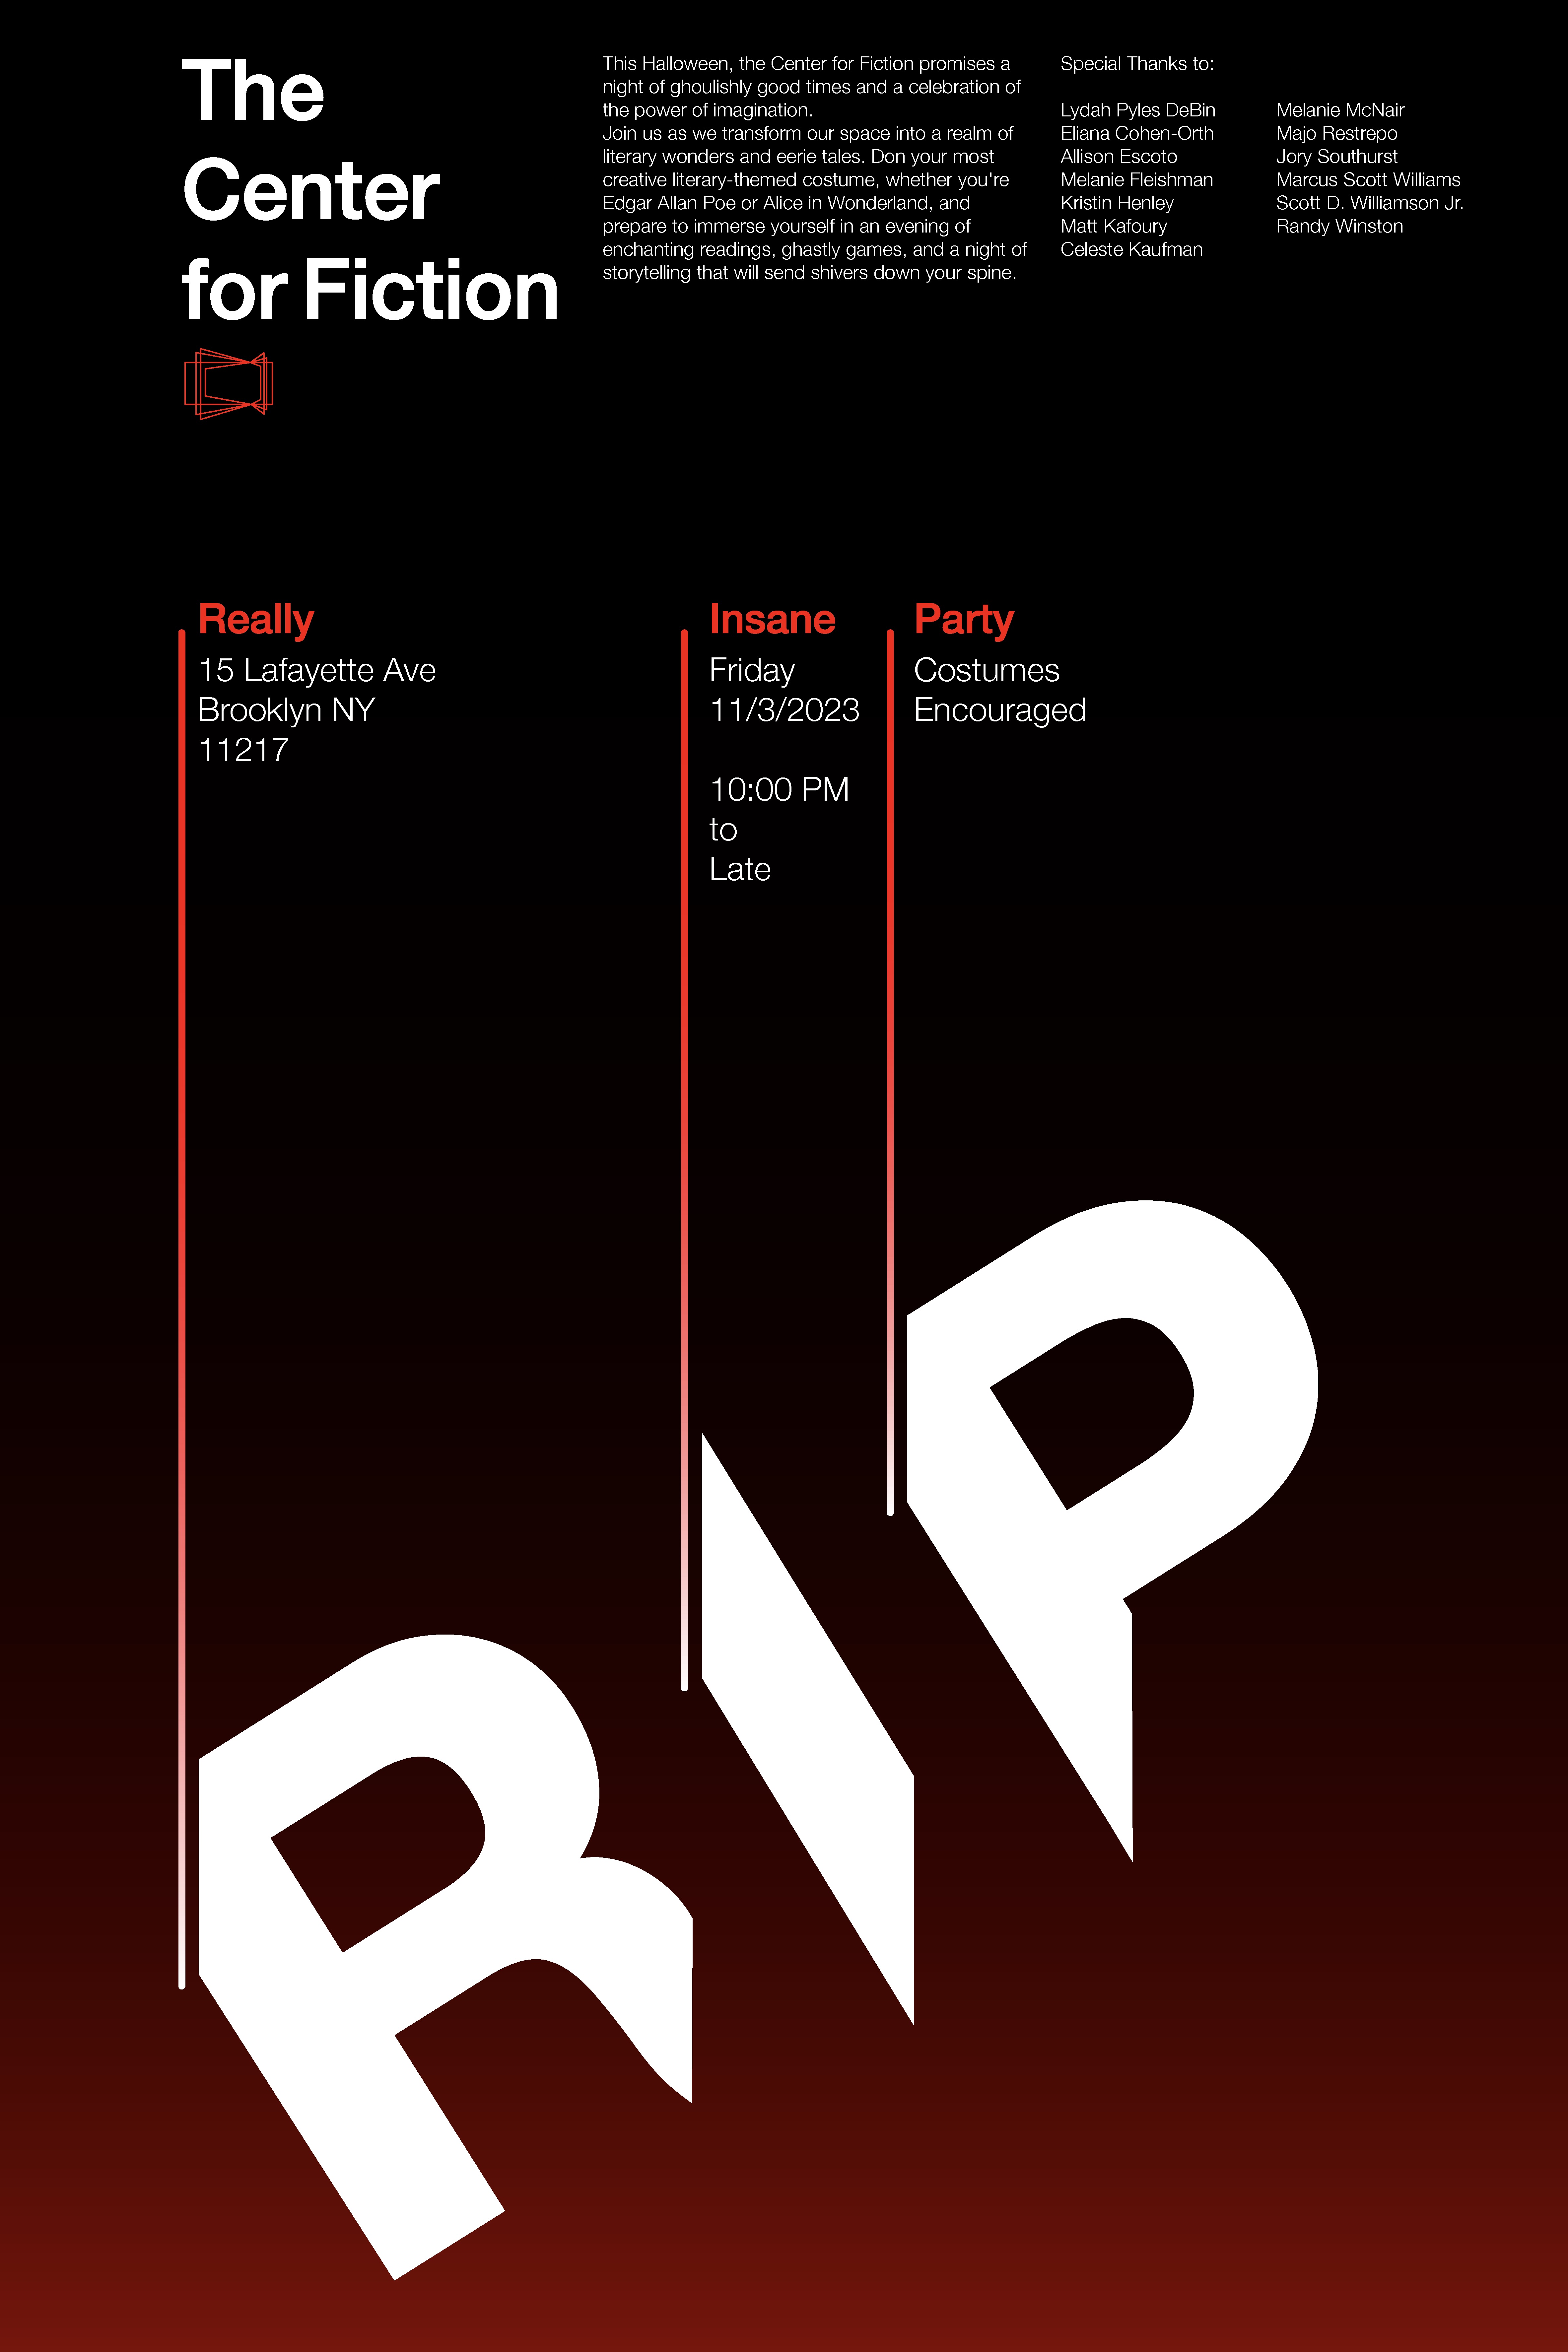 The
Center
for Fiction
This Halloween, the Center for Fiction promises a
night of ghoulishly good times and a celebration of
the power of imagination.
Join us as we transform our space into a realm of
literary wonders and eerie tales. Don your most
creative literary-themed costume, whether you're
Edgar Allan Poe or Alice in Wonderland, and
prepare to immerse yourself in an evening of
enchanting readings, ghastly games, and a night of
storytelling that will send shivers down your spine.
Special Thanks to:
Lydah Pyles DeBin
Eliana Cohen-Orth
Allison Escoto
Melanie Fleishman
Kristin Henley
Matt Kafoury
Celeste Kaufman
Melanie McNair
Majo Restrepo
Jory Southurst
Marcus Scott Williams
Scott D. Williamson Jr.
Randy Winston
Really
15 Lafayette Ave
Brooklyn NY
11217
Insane
Friday
11/3/2023
10:00 PM
to
Late
Party
Costumes
Encouraged
RIP